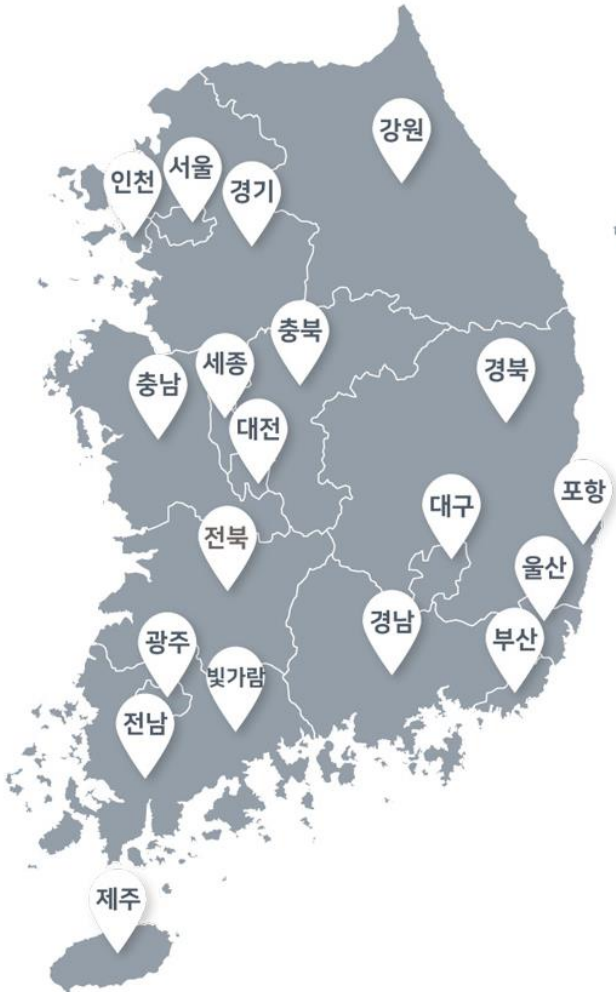 강원
서울
인천
경기
충북
세종
경북
충남
대전
포항
대구
전북
울산
경남
부산
광주
빛가람
전남
제주